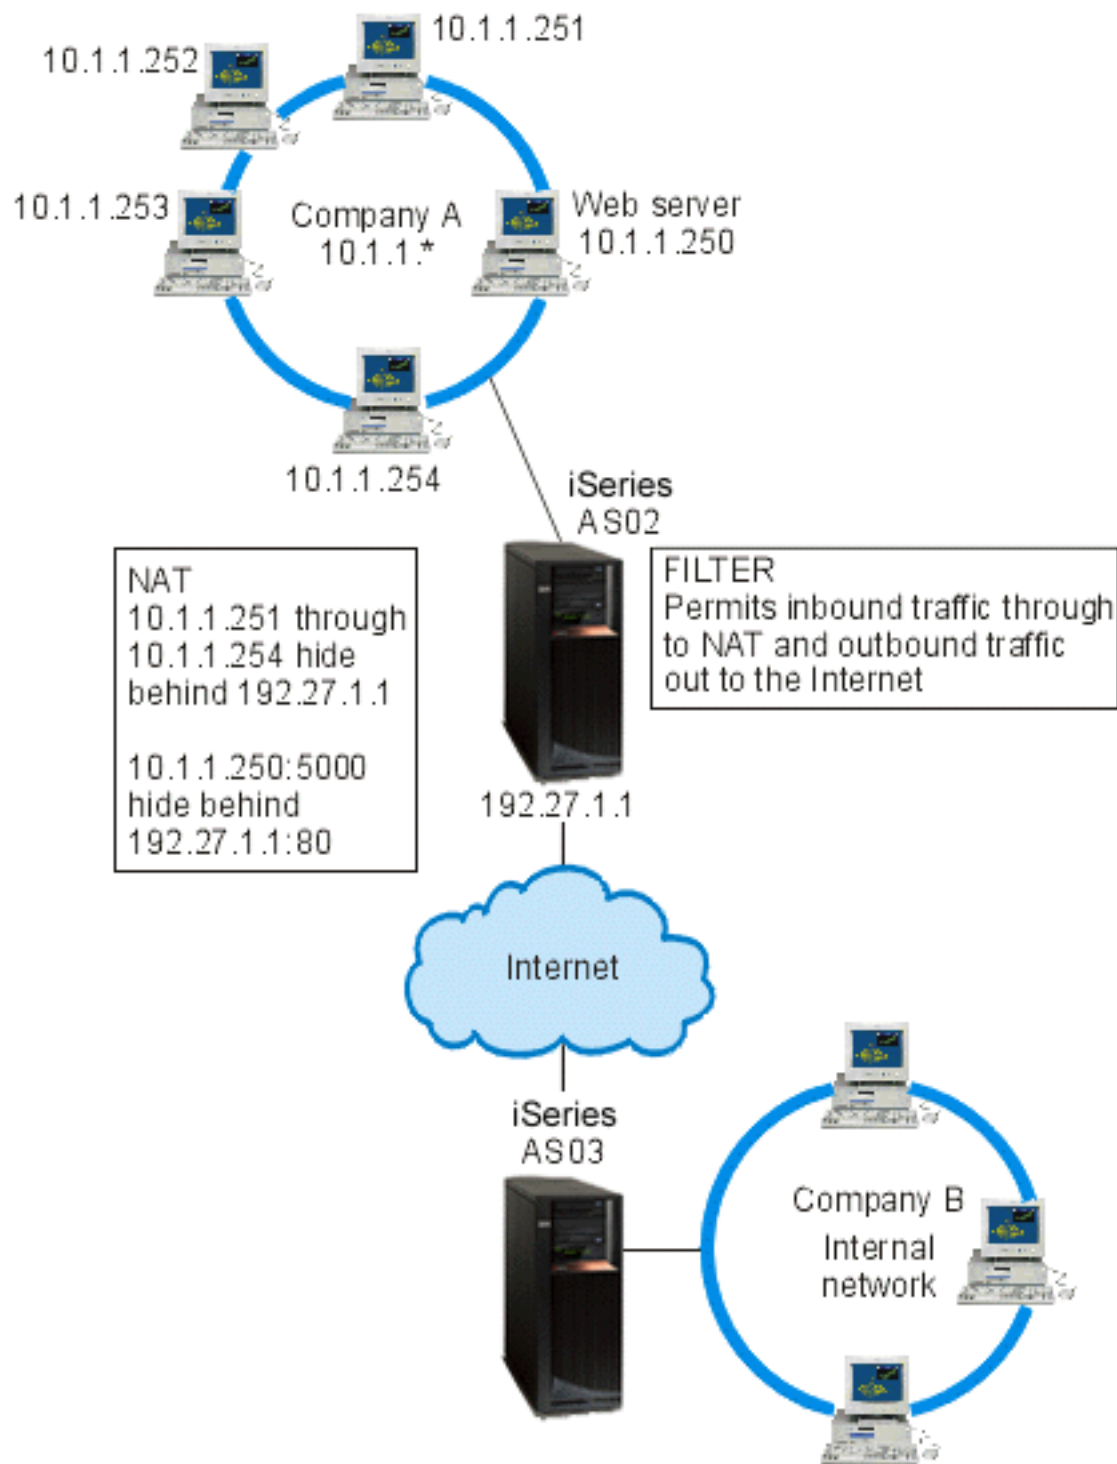 10.1.1.251
10.1.1.252
10.1.1.253
Company A
10.1.1.*
Web server
10.1.1.250
10.1.1.254
iSeries
AS02
NAT
10.1.1.251 through
10.1.1.254 hide
behind 192.27.1.1
10.1.1.250:5000
hide behind
192.27.1.1:80
FILTER
Permits inbound traffic through
to NAT and outbound traffic
out to the Internet
192.27.1.1
Internet
iSeries
AS03
Company B
Internal
network